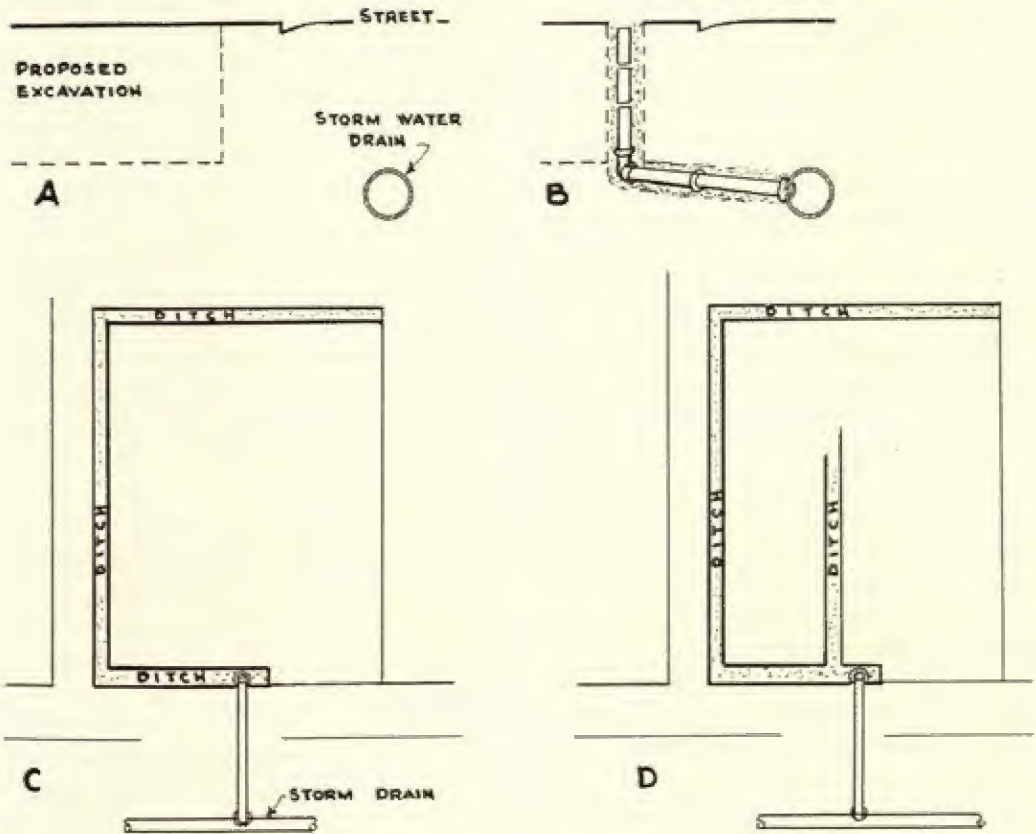 STREET
PROPOSED
EXCAVATION
STORM WATER
DRAIN
A
B
DITCH
DITCH
DITCH
C
STORM DRAIN
DITCH
DITCH
DITCH
D